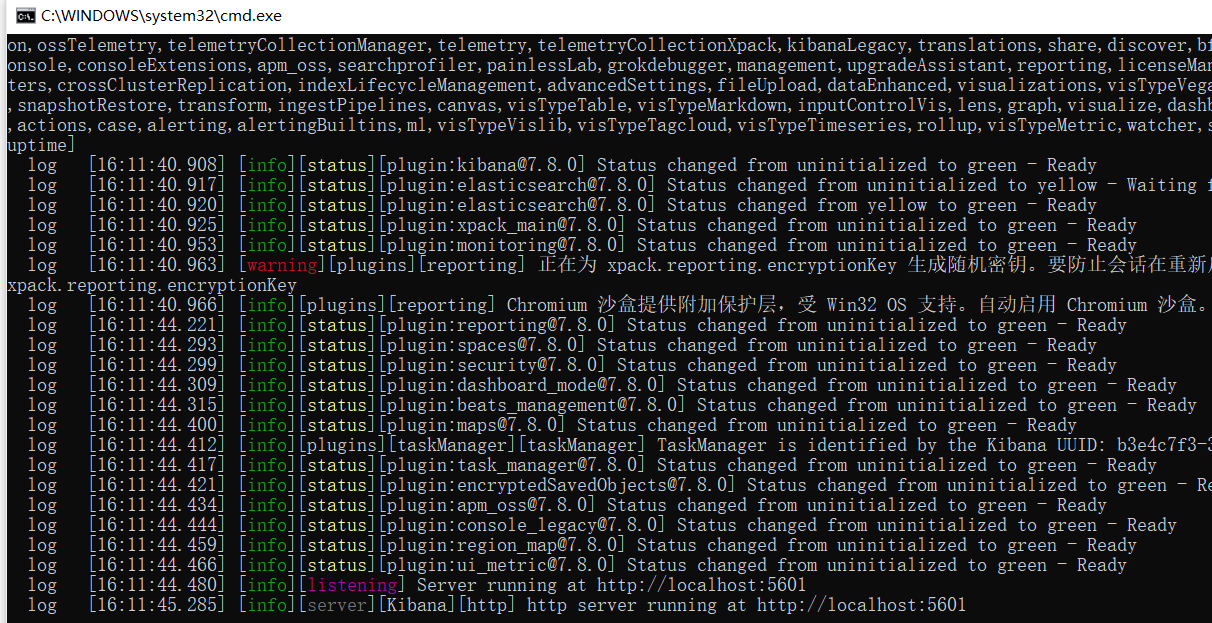 C:\WINDOWS\system32\cmd.exe
on,ossTelemetry,telemetryCollectionManager,telemetry,telemetryCollectionXpack,kibanaLegacy,translations,share,discover,bf
onsole,consoleExtensions,apm_oss,searchprofiler,painlessLab,grokdebugger,management,upgradeAssistant,reporting,licenseMan
ters,crossClusterReplication,indexLifecycleManagement,advancedSettings,fileUpload,dataEnhanced,visualizations,visTypeVega
,snapshotRestore,transform,ingestPipelines,canvas,visTypeTable,visTypeMarkdown,inputControlVis,lens,graph,visualize,dashb
,actions,case,alerting,alertingBuiltins,ml,visTypeVislib,visTypeTagcloud,visTypeTimeseries,rollup,visTypeMetric,watcher,s
uptime]
log [16:11:40.908] [info][status][plugin:kibana@7.8.0] Status changed from uninitialized to green - Ready
log [16:11:40.917] [info][status][plugin:elasticsearch@7.8.0] Status changed from uninitialized to yellow - Waiting f
log [16:11:40.920] [info][status][plugin:elasticsearch@7.8.0] Status changed from yellow to green - Ready
log [16:11:40.925] [info][status][plugin:xpack_main@7.8.0] Status changed from uninitialized to green - Ready
log [16:11:40.953] [info][status][plugin:monitoring@7.8.0] Status changed from uninitialized to green - Ready
log [16:11:40.963] [warning][plugins][reporting] 正在为 xpack.reporting.encryptionKey 生成随机密钥。要防止会话在重新
xpack.reporting.encryptionKey
log [16:11:40.966] [info][plugins][reporting] Chromium 沙盒提供附加保护层，受 Win32 OS 支持。自动启用 Chromium 沙盒。
log [16:11:44.221] [info][status][plugin:reporting@7.8.0] Status changed from uninitialized to green - Ready
log [16:11:44.293] [info][status][plugin:spaces@7.8.0] Status changed from uninitialized to green - Ready
log [16:11:44.299] [info][status][plugin:security@7.8.0] Status changed from uninitialized to green - Ready
log [16:11:44.309] [info][status][plugin:dashboard_mode@7.8.0] Status changed from uninitialized to green - Ready
log [16:11:44.315] [info][status][plugin:beats_management@7.8.0] Status changed from uninitialized to green - Ready
log [16:11:44.400] [info][status][plugin:maps@7.8.0] Status changed from uninitialized to green - Ready
log [16:11:44.412] [info][plugins][taskManager][taskManager] TaskManager is identified by the Kibana UUID: b3e4c7f3-3
log [16:11:44.417] [info][status][plugin:task_manager@7.8.0] Status changed from uninitialized to green - Ready
log [16:11:44.421] [info][status][plugin:encryptedSavedObjects@7.8.0] Status changed from uninitialized to green - Re
log [16:11:44.434] [info][status][plugin:apm_oss@7.8.0] Status changed from uninitialized to green - Ready
log [16:11:44.444] [info][status][plugin:console_legacy@7.8.0] Status changed from uninitialized to green - Ready
log [16:11:44.459] [info][status][plugin:region_map@7.8.0] Status changed from uninitialized to green - Ready
log [16:11:44.466] [info][status][plugin:ui_metric@7.8.0] Status changed from uninitialized to green - Ready
log [16:11:44.480] [info][listening] Server running at http://localhost:5601
log [16:11:45.285] [info][server][Kibana][http] http server running at http://localhost:5601